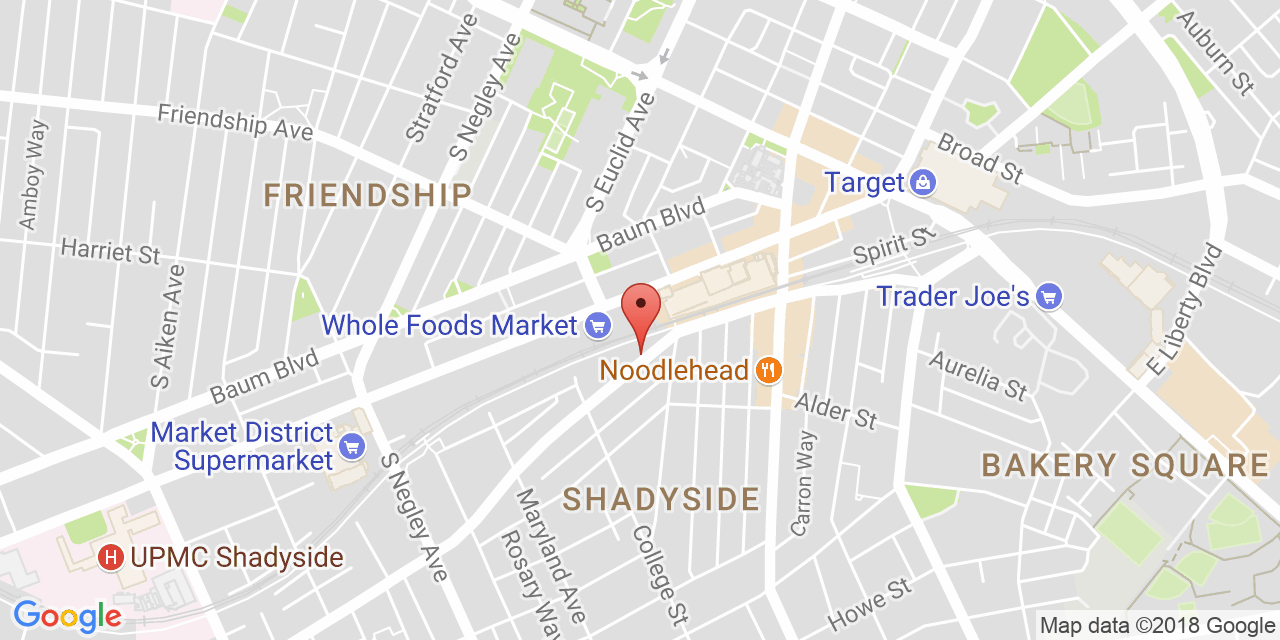 Stratford Ave
S Negley Ave
Auburn St
Friendship Ave
Amboy Way
S Euclid Ave
Broad St
FRIENDSHIP
Target
Baum Blvd
Harriet St
Spirit St
S Aiken Ave
Trader Joe's
E Liberty Blvd
Whole Foods Market
Noodlehead
Aurelia St
Baum Blvd
Alder St
Market District
Supermarket
BAKERY SQUARE
S Negley Ave
SHADYSIDE
Carron Way
Maryland Ave
Rosary Way
College St
H UPMC Shadyside
Howe St
Google
Map data ©2018 Google